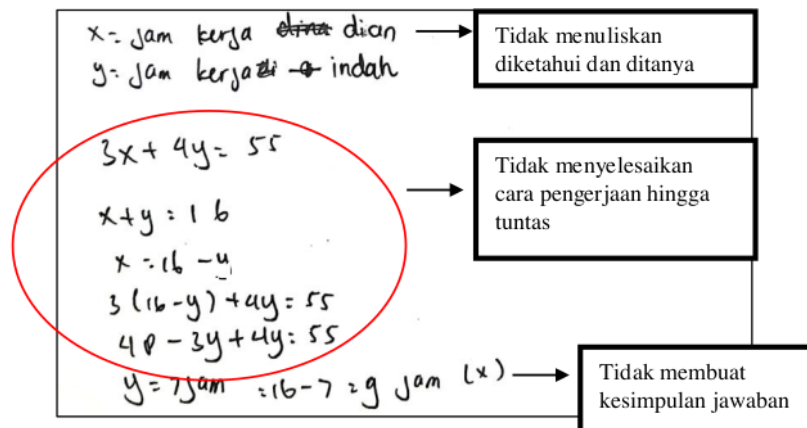 x = jam kerja dian
Tidak menuliskan
diketahui dan ditanya
y = jam kerja indah
3x + 4y = 55
Tidak menyelesaikan
cara pengerjaan hingga
tuntas
x + y = 16
x = 16 - y
3(16-y) + 4y = 55
48 - 3y + 4y = 55
y = 7 jam = 16 - 7 = 9 jam (x)
Tidak membuat
kesimpulan jawaban